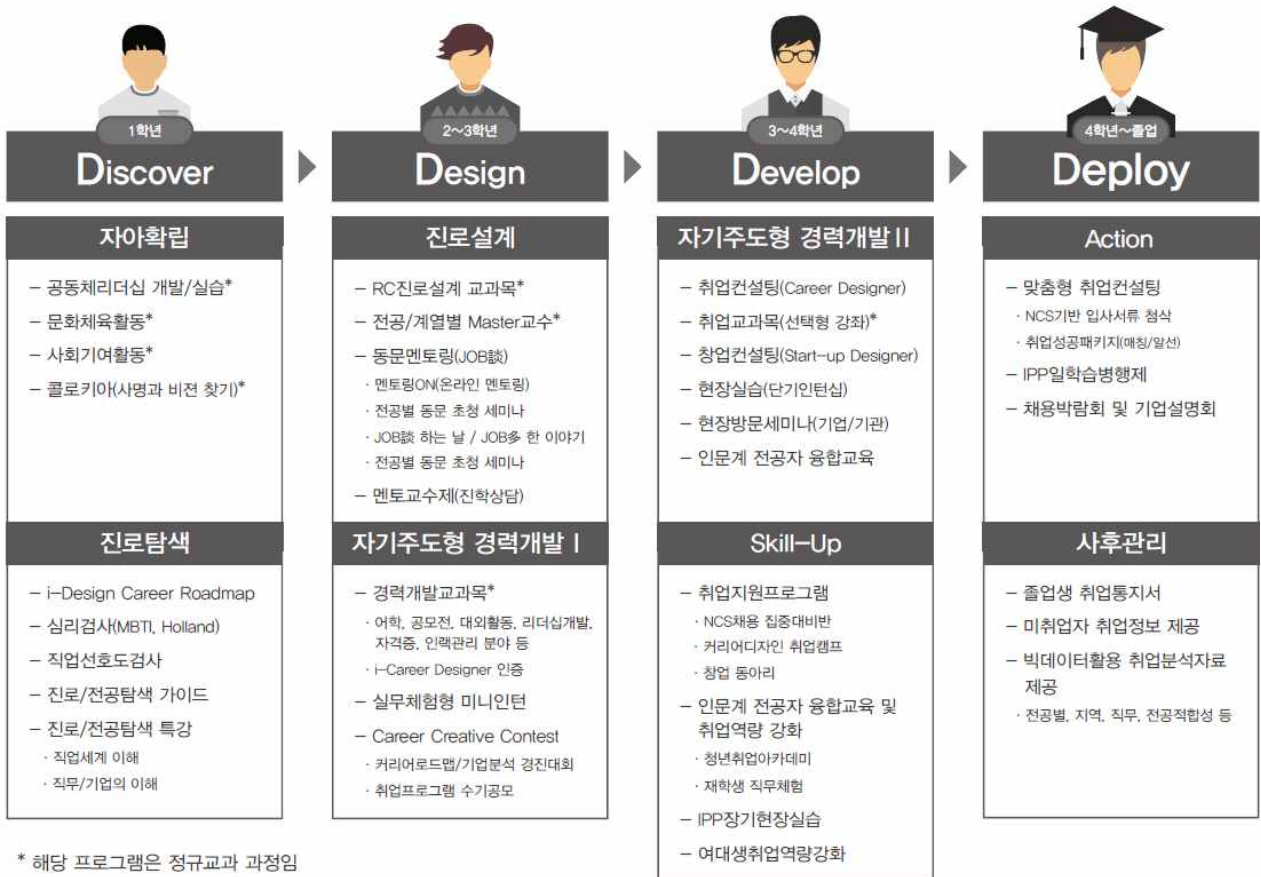 1학년
Discover
자아확립
– 공동체리더십 개발/실습*
– 문화체육활동*
– 사회기여활동*
– 콜로키아(사명과 비젼 찾기)*
진로탐색
– i–Design Career Roadmap
– 심리검사(MBTI, Holland)
– 직업선호도검사
– 진로/전공탐색 가이드
– 진로/전공탐색 특강
· 직업세계 이해
· 직무/기업의 이해
2~3학년
Design
진로설계
– RC진로설계 교과목*
– 전공/계열별 Master교수*
– 동문멘토링(JOB談)
· 멘토링ON(온라인 멘토링)
· 전공별 동문 초청 세미나
· JOB談 하는 날 / JOB多 한 이야기
· 전공별 동문 초청 세미나
– 멘토교수제(진학상담)
자기주도형 경력개발 Ⅰ
– 경력개발교과목*
· 어학, 공모전, 대외활동, 리더십개발,
자격증, 인맥관리 분야 등
· i–Career Designer 인증
– 실무체험형 미니인턴
– Career Creative Contest
· 커리어로드맵/기업분석 경진대회
· 취업프로그램 수기공모
3~4학년
Develop
자기주도형 경력개발Ⅱ
– 취업컨설팅(Career Designer)
– 취업교과목(선택형 강좌)*
– 창업컨설팅(Start–up Designer)
– 현장실습(단기인턴십)
– 현장방문세미나(기업/기관)
– 인문계 전공자 융합교육
Skill–Up
– 취업지원프로그램
· NCS채용 집중대비반
· 커리어디자인 취업캠프
· 창업 동아리
– 인문계 전공자 융합교육 및
취업역량 강화
· 청년취업아카데미
· 재학생 직무체험
– IPP장기현장실습
– 여대생취업역량강화
4학년~졸업
Deploy
Action
– 맞춤형 취업컨설팅
· NCS기반 입사서류 첨삭
· 취업성공패키지(매칭/알선)
– IPP일학습병행제
– 채용박람회 및 기업설명회
사후관리
– 졸업생 취업통지서
– 미취업자 취업정보 제공
– 빅데이터활용 취업분석자료
제공
· 전공별, 지역, 직무, 전공적합성 등
* 해당 프로그램은 정규교과 과정임